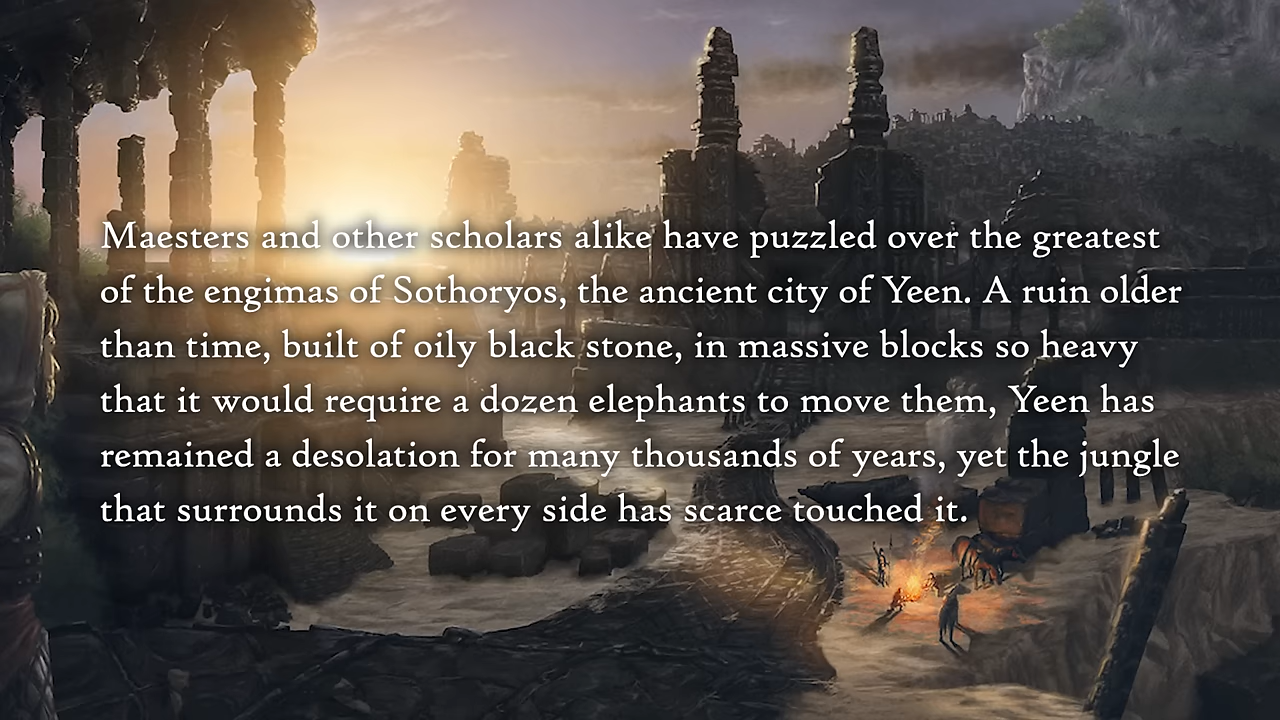 Maesters and other scholars alike have puzzled over the greatest
of the engimas of Sothoryos, the ancient city of Yeen. A ruin older
than time, built of oily black stone, in massive blocks so heavy
that it would require a dozen elephants to move them, Yeen has
remained a desolation for many thousands of years, yet the jungle
that surrounds it on every side has scarce touched it.